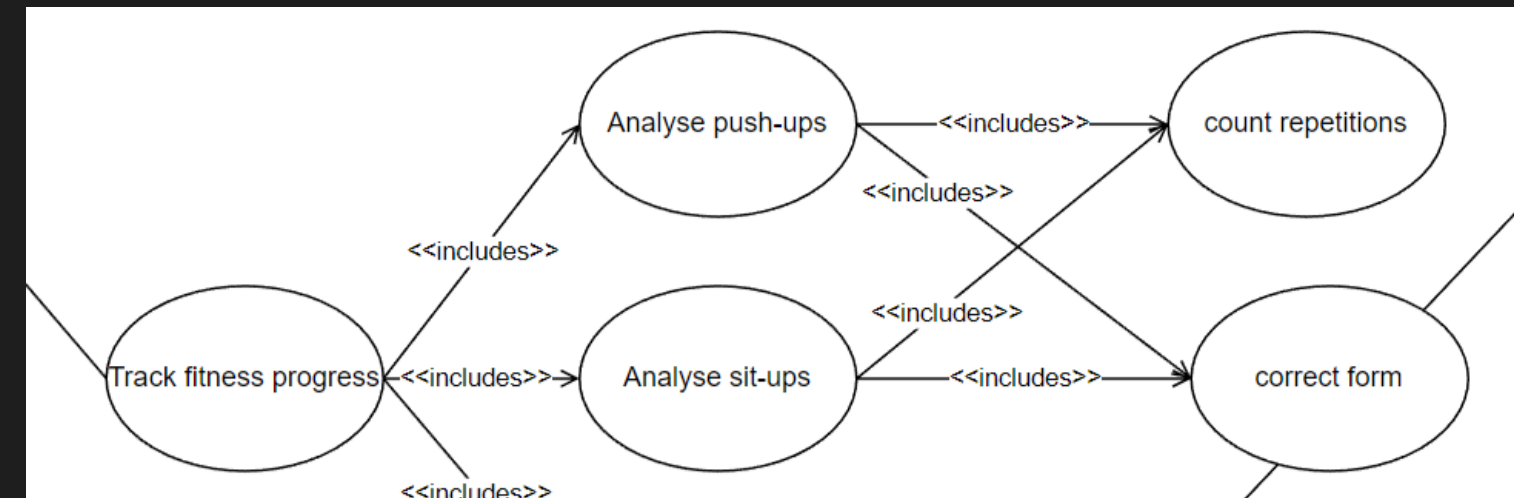 Analyse push-ups
<<includes>>
count repetitions
<<includes>>
<<includes>>
<<includes>>
Track fitness progress
<<includes>>
Analyse sit-ups
<<includes>>
correct form
<<includes>>